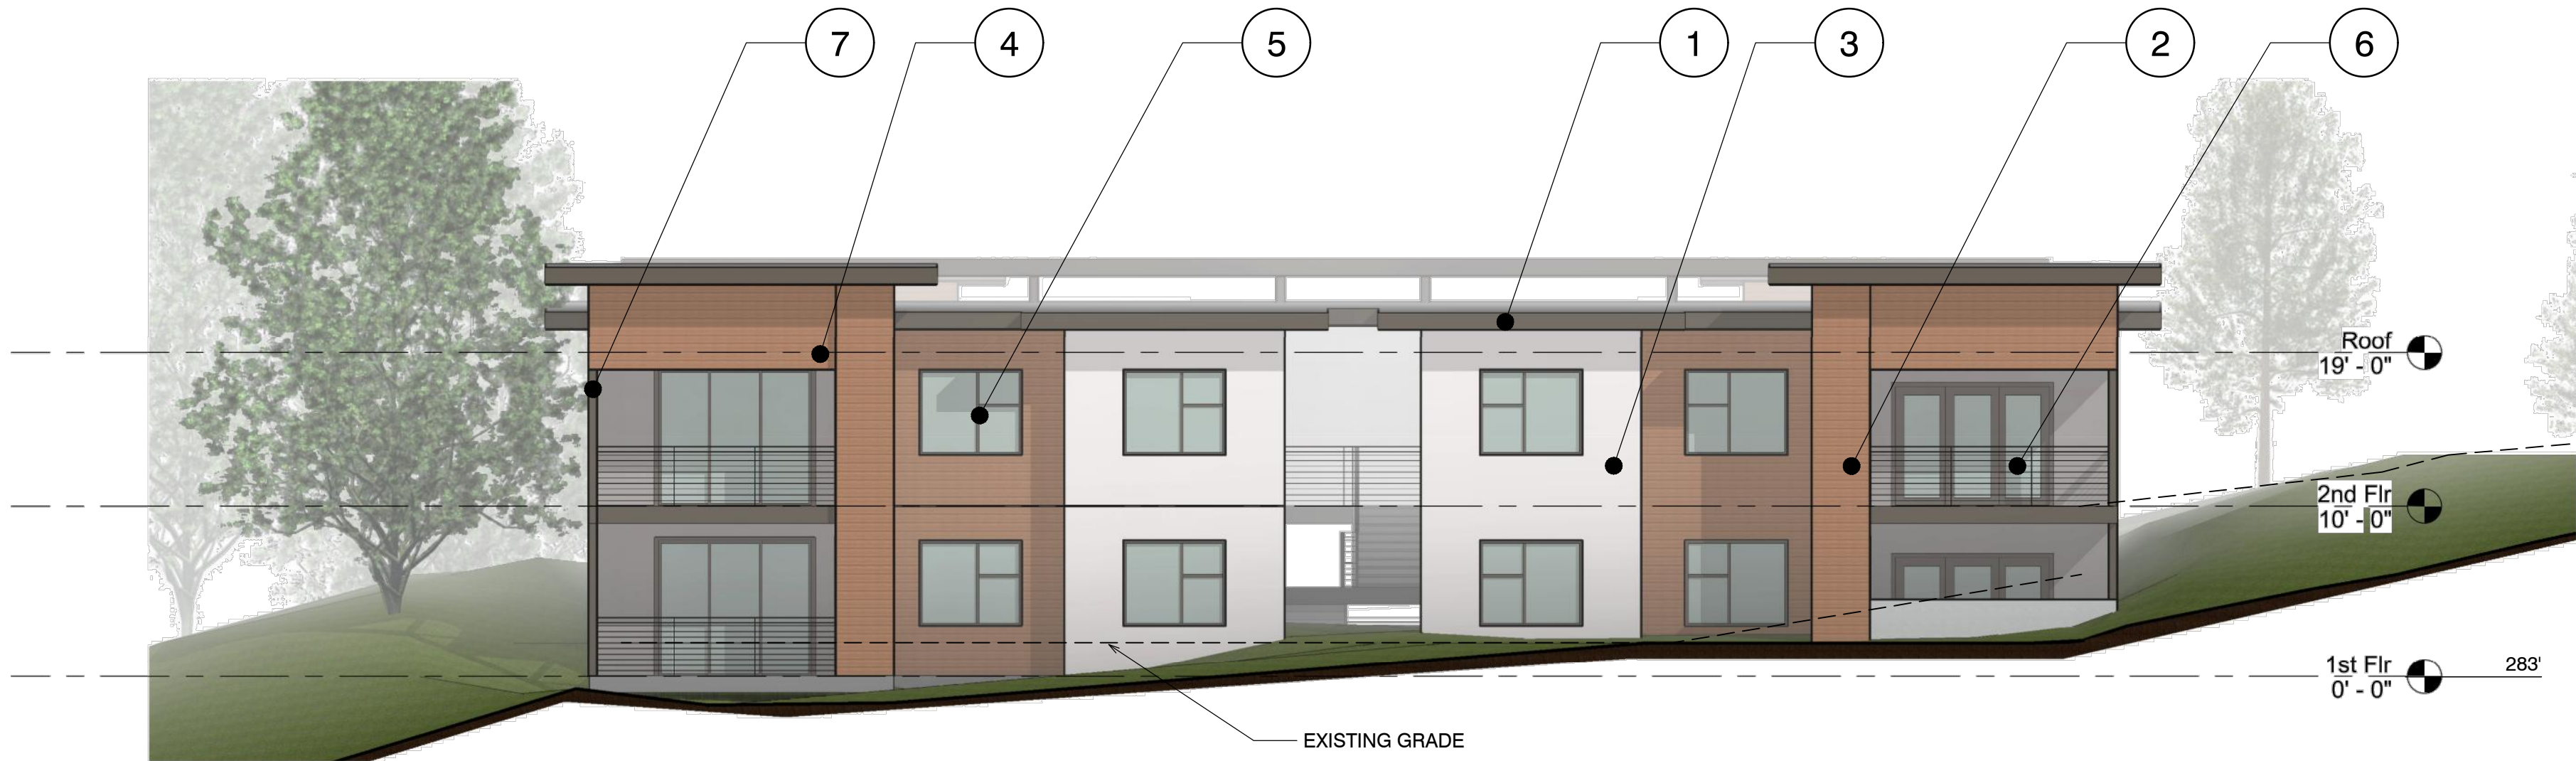 7
4
5
1
3
2
6
Roof
19' - 0"
2nd Flr
10' - 0"
1st Flr
0' - 0"
283'
EXISTING GRADE